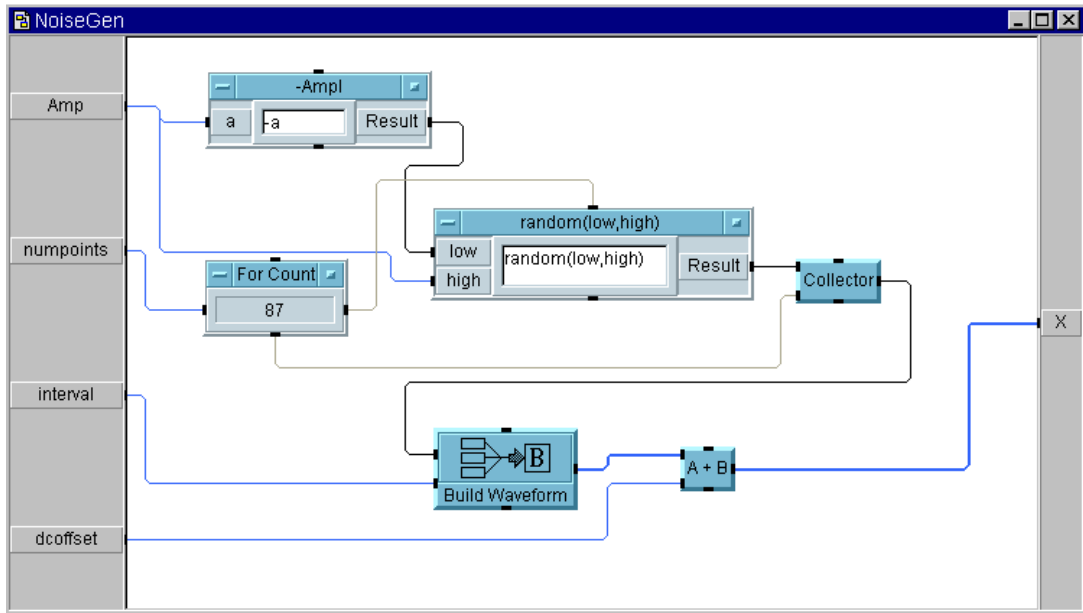 NoiseGen
-Ampl
Amp
a
-a
Result
random(low,high)
numpoints
low
random(low,high)
Result
high
For Count
87
Collector
X
interval
B
A + B
Build Waveform
dcoffset